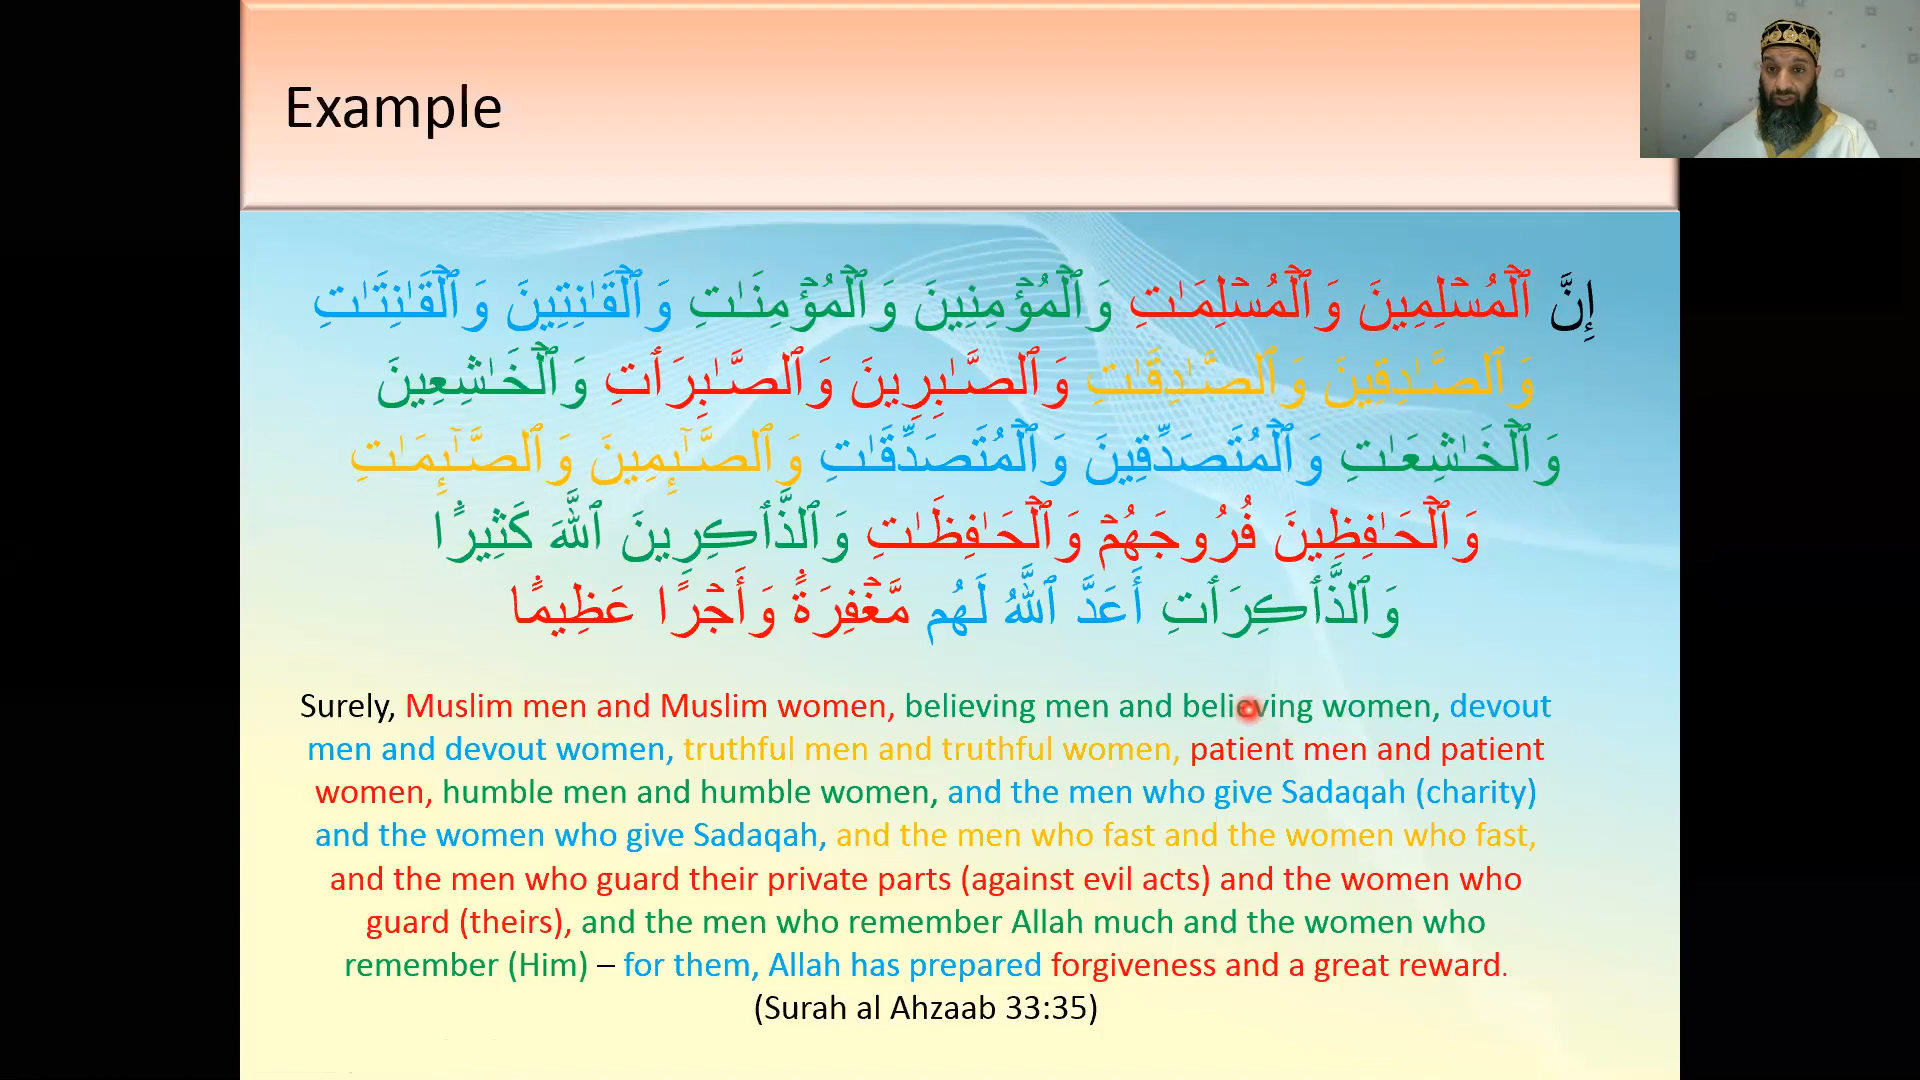 Example
إِنَّ ٱلْمُسْلِمِينَ وَٱلْمُسْلِمَـٰتِ وَٱلْمُؤْمِنِينَ وَٱلْمُؤْمِنَـٰتِ وَٱلْقَـٰنِتِينَ وَٱلْقَـٰنِتَـٰتِ
وَٱلصَّـٰدِقِينَ وَٱلصَّـٰدِقَـٰتِ وَٱلصَّـٰبِرِينَ وَٱلصَّـٰبِرَٰتِ وَٱلْخَـٰشِعِينَ
وَٱلْخَـٰشِعَـٰتِ وَٱلْمُتَصَدِّقِينَ وَٱلْمُتَصَدِّقَـٰتِ وَٱلصَّـٰٓئِمِينَ وَٱلصَّـٰٓئِمَـٰتِ
وَٱلْحَـٰفِظِينَ فُرُوجَهُمْ وَٱلْحَـٰفِظَـٰتِ وَٱلذَّٰكِرِينَ ٱللَّهَ كَثِيرًا
وَٱلذَّٰكِرَٰتِ أَعَدَّ ٱللَّهُ لَهُم مَّغْفِرَةً وَأَجْرًا عَظِيمًا
Surely, Muslim men and Muslim women, believing men and believing women, devout
men and devout women, truthful men and truthful women, patient men and patient
women, humble men and humble women, and the men who give Sadaqah (charity)
and the women who give Sadaqah, and the men who fast and the women who fast,
and the men who guard their private parts (against evil acts) and the women who
guard (theirs), and the men who remember Allah much and the women who
remember (Him) – for them, Allah has prepared forgiveness and a great reward.
(Surah al Ahzaab 33:35)